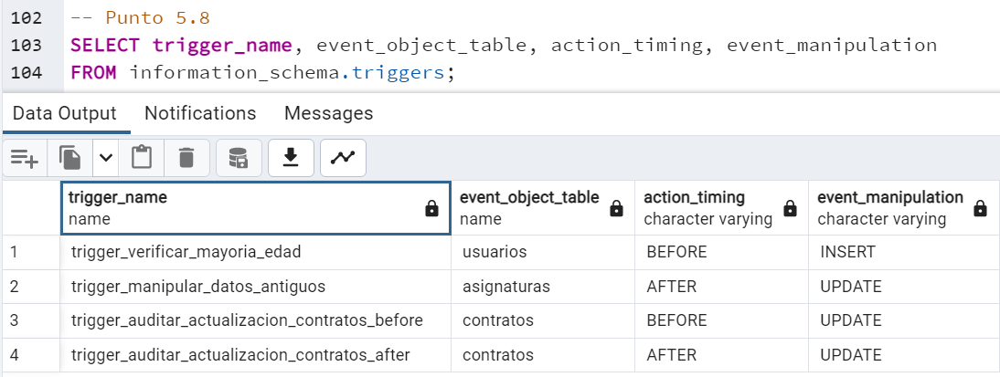 102 -- Punto 5.8
103 SELECT trigger_name, event_object_table, action_timing, event_manipulation
104 FROM information_schema.triggers;
Data Output Notifications Messages
trigger_name event_object_table action_timing event_manipulation
name name character varying character varying
1 trigger_verificar_mayoria_edad usuarios BEFORE INSERT
2 trigger_manipular_datos_antiguos asignaturas AFTER UPDATE
3 trigger_auditar_actualizacion_contratos_before contratos BEFORE UPDATE
4 trigger_auditar_actualizacion_contratos_after contratos AFTER UPDATE